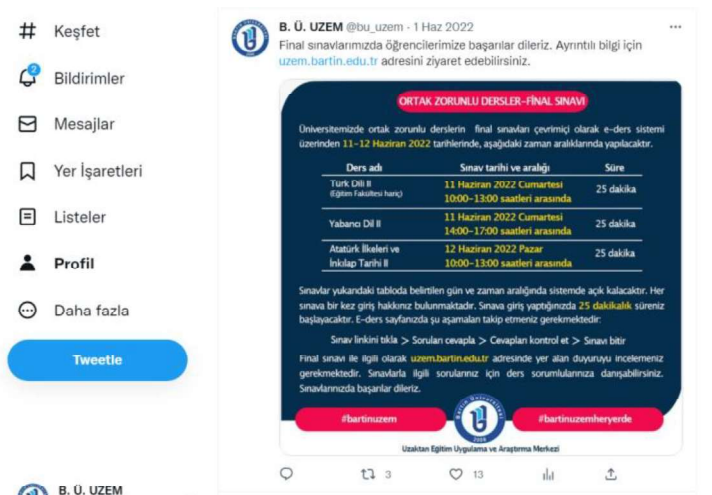 Keşfet
2
Bildirimler
Mesajlar
Yer İşaretleri
Listeler
Profil
Daha fazla
Tweetle
B. Ü. UZEM
B. Ü. UZEM @bu_uzem · 1 Haz 2022
Final sınavlarımızda öğrencilerimize başarılar dileriz. Ayrıntılı bilgi için
uzem.bartin.edu.tr adresini ziyaret edebilirsiniz.
ORTAK ZORUNLU DERSLER-FİNAL SINAVI
Üniversitemizde ortak zorunlu derslerin final sınavları çevrimiçi olarak e-ders sistemi
üzerinden 11-12 Haziran 2022 tarihlerinde, aşağıdaki zaman aralıklarında yapılacaktır.
Ders adı Sınav tarihi ve aralığı Süre
Türk Dili II
(Eğitim Fakültesi hariç)
11 Haziran 2022 Cumartesi
10:00-13:00 saatleri arasında
25 dakika
Yabancı Dil II
11 Haziran 2022 Cumartesi
14:00-17:00 saatleri arasında
25 dakika
Atatürk İlkeleri ve
İnkılap Tarihi II
12 Haziran 2022 Pazar
10:00-13:00 saatleri arasında
25 dakika
Sınavlar yukarıdaki tabloda belirtilen gün ve zaman aralığında sistemde açık kalacaktır. Her
sınava bir kez giriş hakkınız bulunmaktadır. Sınava giriş yaptığınızda 25 dakikalık süreniz
başlayacaktır. E-ders sayfanızda şu aşamaları takip etmeniz gerekmektedir:
Sınav linkini tıkla > Soruları cevapla > Cevapları kontrol et > Sınavı bitir
Final sınavı ile ilgili olarak uzem.bartin.edu.tr adresinde yer alan duyuruyu incelemeniz
gerekmektedir. Sınavlarla ilgili sorularınız için ders sorumlularınıza danışabilirsiniz.
Sınavlarınızda başarılar dileriz.
#bartinuzem
#bartinuzemheryerde
Uzaktan Eğitim Uygulama ve Araştırma Merkezi
3
13